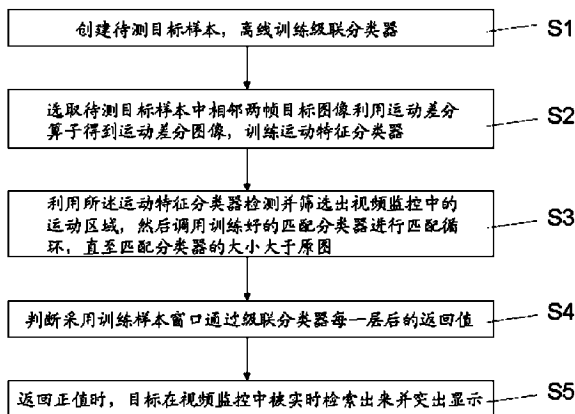 创建待测目标样本，离线训练级联分类器
S1
选取待测目标样本中相邻两帧目标图像利用运动差分
算子得到运动差分图像，训练运动特征分类器
S2
利用所述运动特征分类器检测并筛选出视频监控中的
运动区域，然后调用训练好的匹配分类器进行匹配循
环，直至匹配分类器的大小大于原图
S3
判断采用训练样本窗口通过级联分类器每一层后的返回值
S4
返回正值时，目标在视频监控中被实时检索出来并突出显示
S5